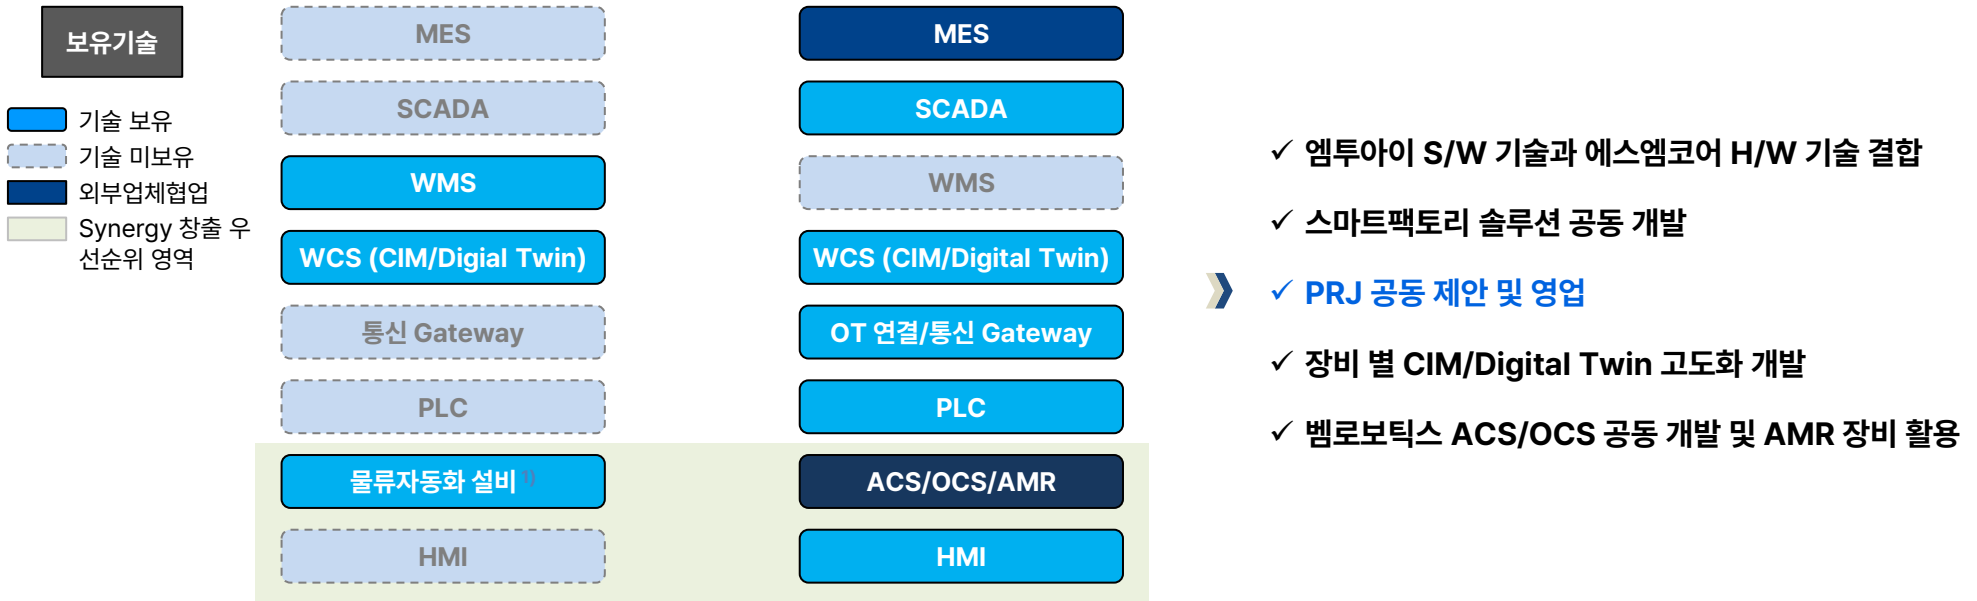 보유기술
기술 보유
기술 미보유
외부업체협업
Synergy 창출 우
선순위 영역
MES
SCADA
WMS
WCS (CIM/Digial Twin)
통신 Gateway
PLC
물류자동화 설비 1)
HMI
MES
SCADA
WMS
WCS (CIM/Digital Twin)
OT 연결/통신 Gateway
PLC
ACS/OCS/AMR
HMI
✓ 엠투아이 S/W 기술과 에스엠코어 H/W 기술 결합
✓ 스마트팩토리 솔루션 공동 개발
✓ PRJ 공동 제안 및 영업
✓ 장비 별 CIM/Digital Twin 고도화 개발
✓ 벰로보틱스 ACS/OCS 공동 개발 및 AMR 장비 활용